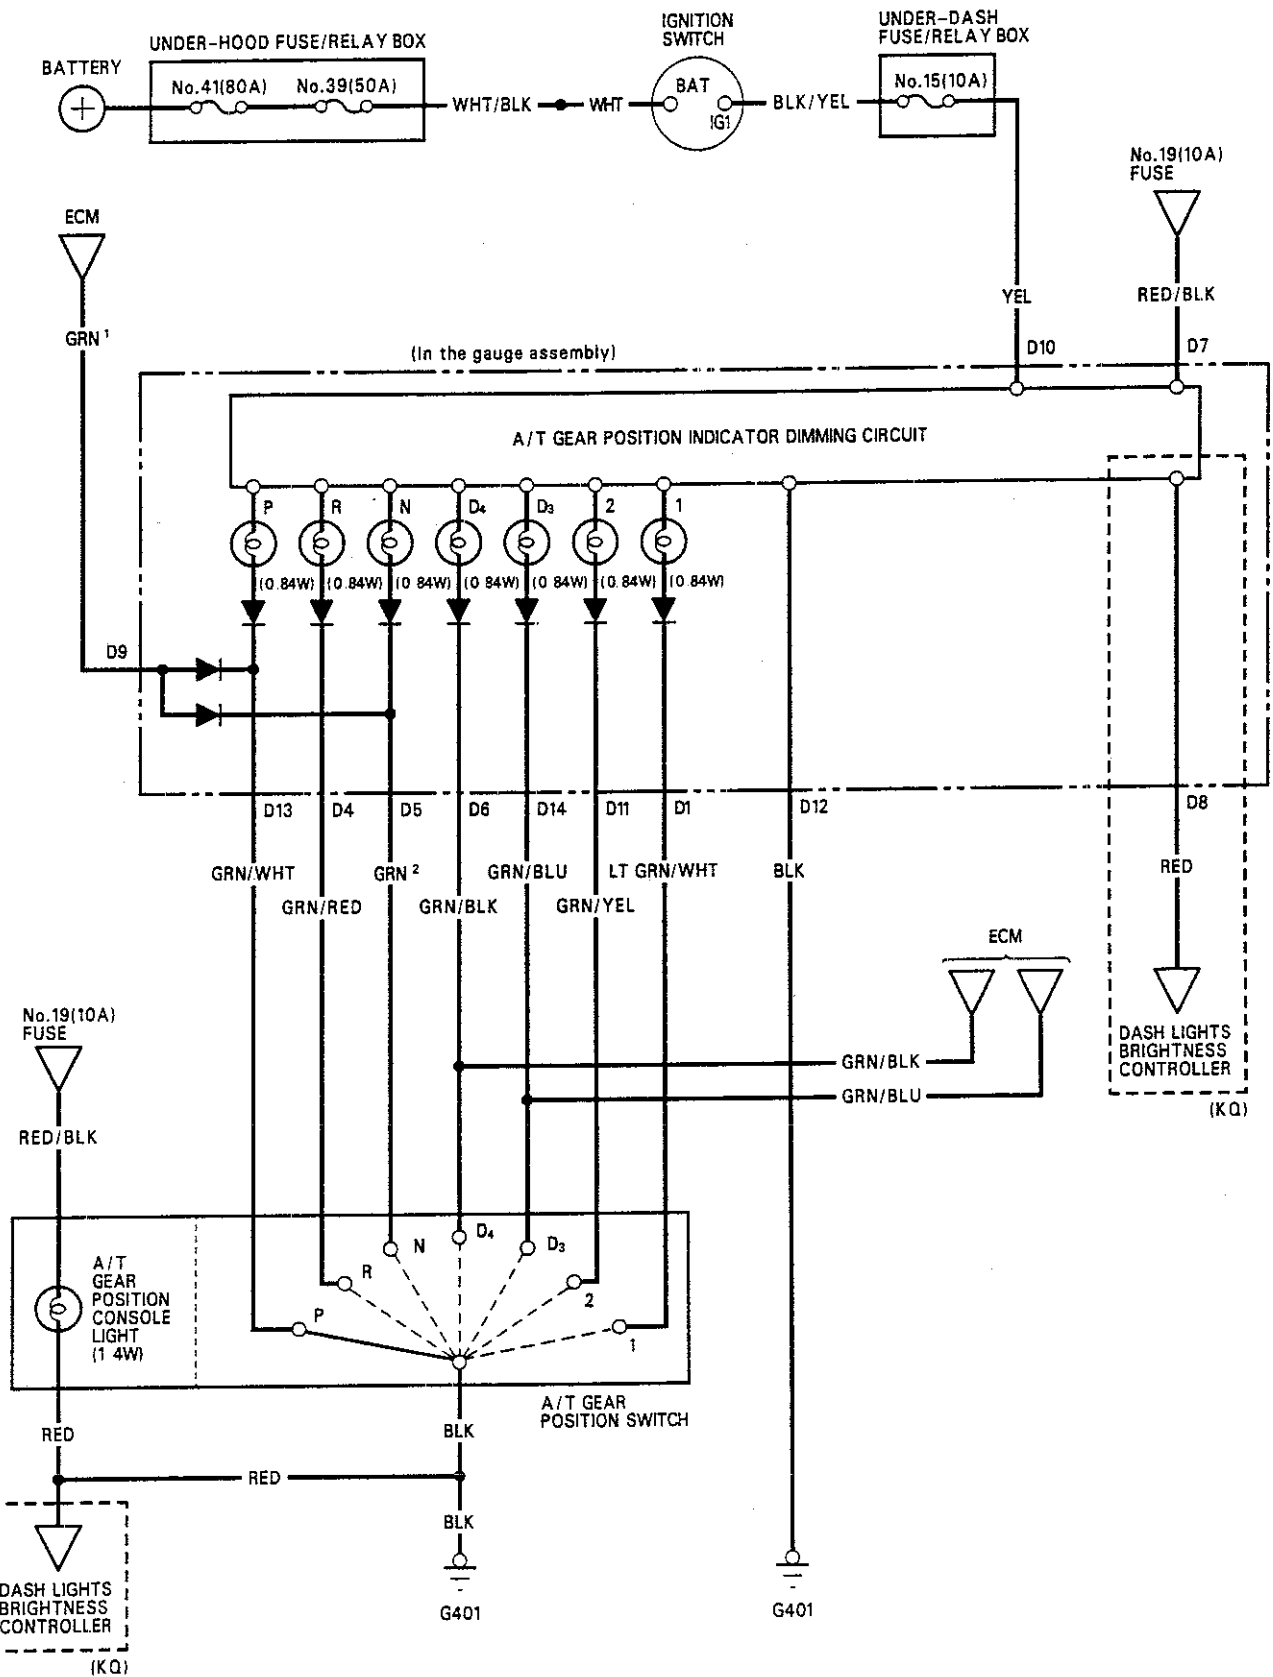 IGNITION
SWITCH
UNDER-DASH
FUSE/RELAY BOX
UNDER-HOOD FUSE/RELAY BOX
BATTERY
No.41(80A)
No.39(50A)
WHT/BLK
WHT
BAT
IG1
BLK/YEL
No.15(10A)
No.19(10A)
FUSE
ECM
YEL
RED/BLK
GRN 1
(In the gauge assembly)
D10
D7
A/T GEAR POSITION INDICATOR DIMMING CIRCUIT
P
R
N
D4
D3
2
1
(0.84W)
(0.84W)
(0 84W)
(0 84W)
(0 84W)
(0.84W)
(0.84W)
D9
D13
D4
D5
D6
D14
D11
D1
D12
D8
GRN/WHT
GRN 2
GRN/BLU
LT GRN/WHT
BLK
RED
GRN/RED
GRN/BLK
GRN/YEL
ECM
No.19(10A)
FUSE
DASH LIGHTS
BRIGHTNESS
CONTROLLER
GRN/BLK
GRN/BLU
(KQ)
RED/BLK
A/T
GEAR
POSITION
CONSOLE
LIGHT
(1 4W)
P
R
N
D4
D3
2
1
A/T GEAR
POSITION SWITCH
RED
BLK
RED
BLK
DASH LIGHTS
BRIGHTNESS
CONTROLLER
G401
G401
(KQ)